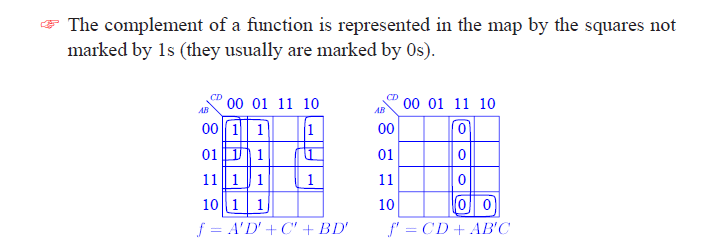 ☞ The complement of a function is represented in the map by the squares not
marked by 1s (they usually are marked by 0s).
CD
AB
00 01 11 10
00 1 1 1
01 1 1 1
11 1 1 1
10 1 1
f = A'D' + C' + BD'
CD
AB
00 01 11 10
00 0
01 0
11 0
10 0 0
f' = CD + AB'C